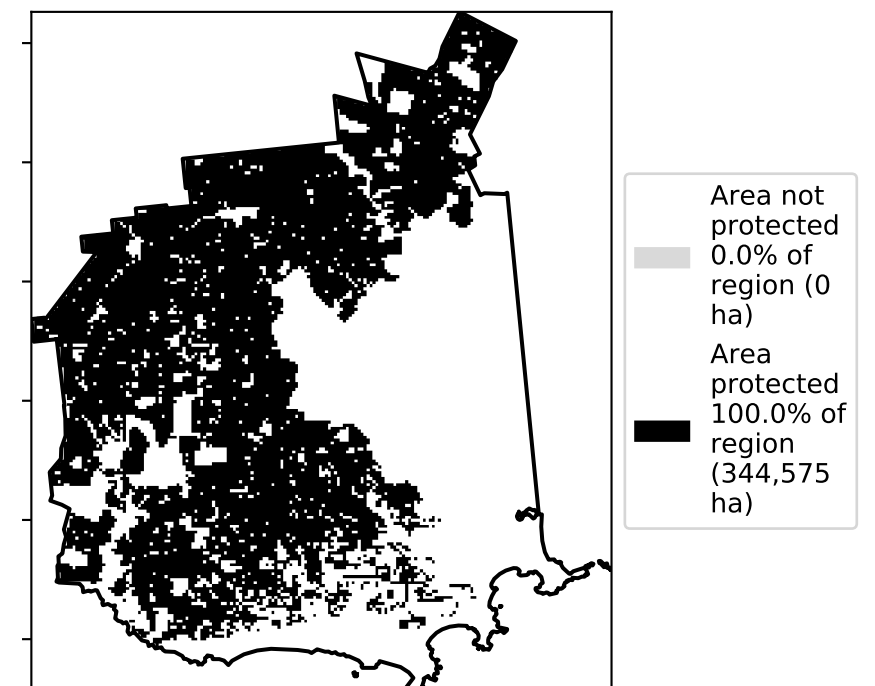 Area not
protected
0.0% of
region (0
ha)
Area
protected
100.0% of
region
(344,575
ha)